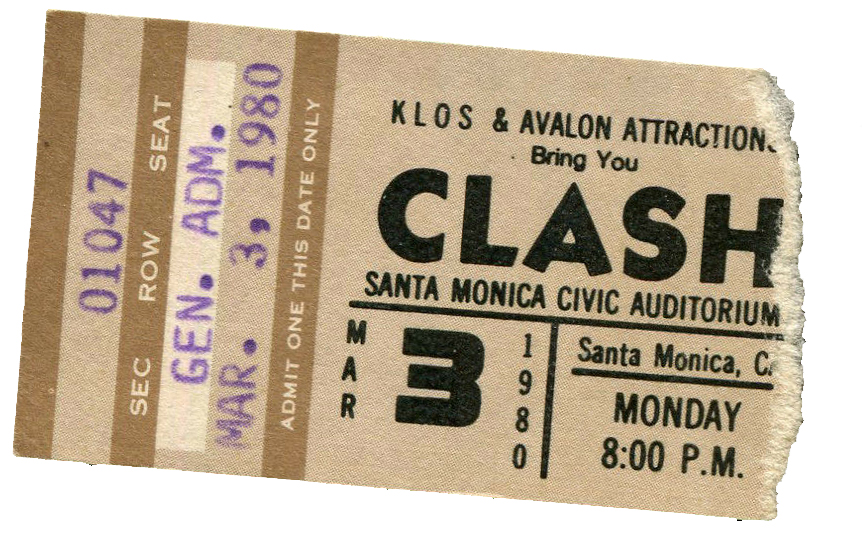 01047
SEC ROW SEAT
GEN. ADM.
MAR. 3, 1980
ADMIT ONE THIS DATE ONLY
KLOS & AVALON ATTRACTIONS
Bring You
CLASH
SANTA MONICA CIVIC AUDITORIUM
MAR 3 1980
Santa Monica, CA
MONDAY
8:00 P.M.